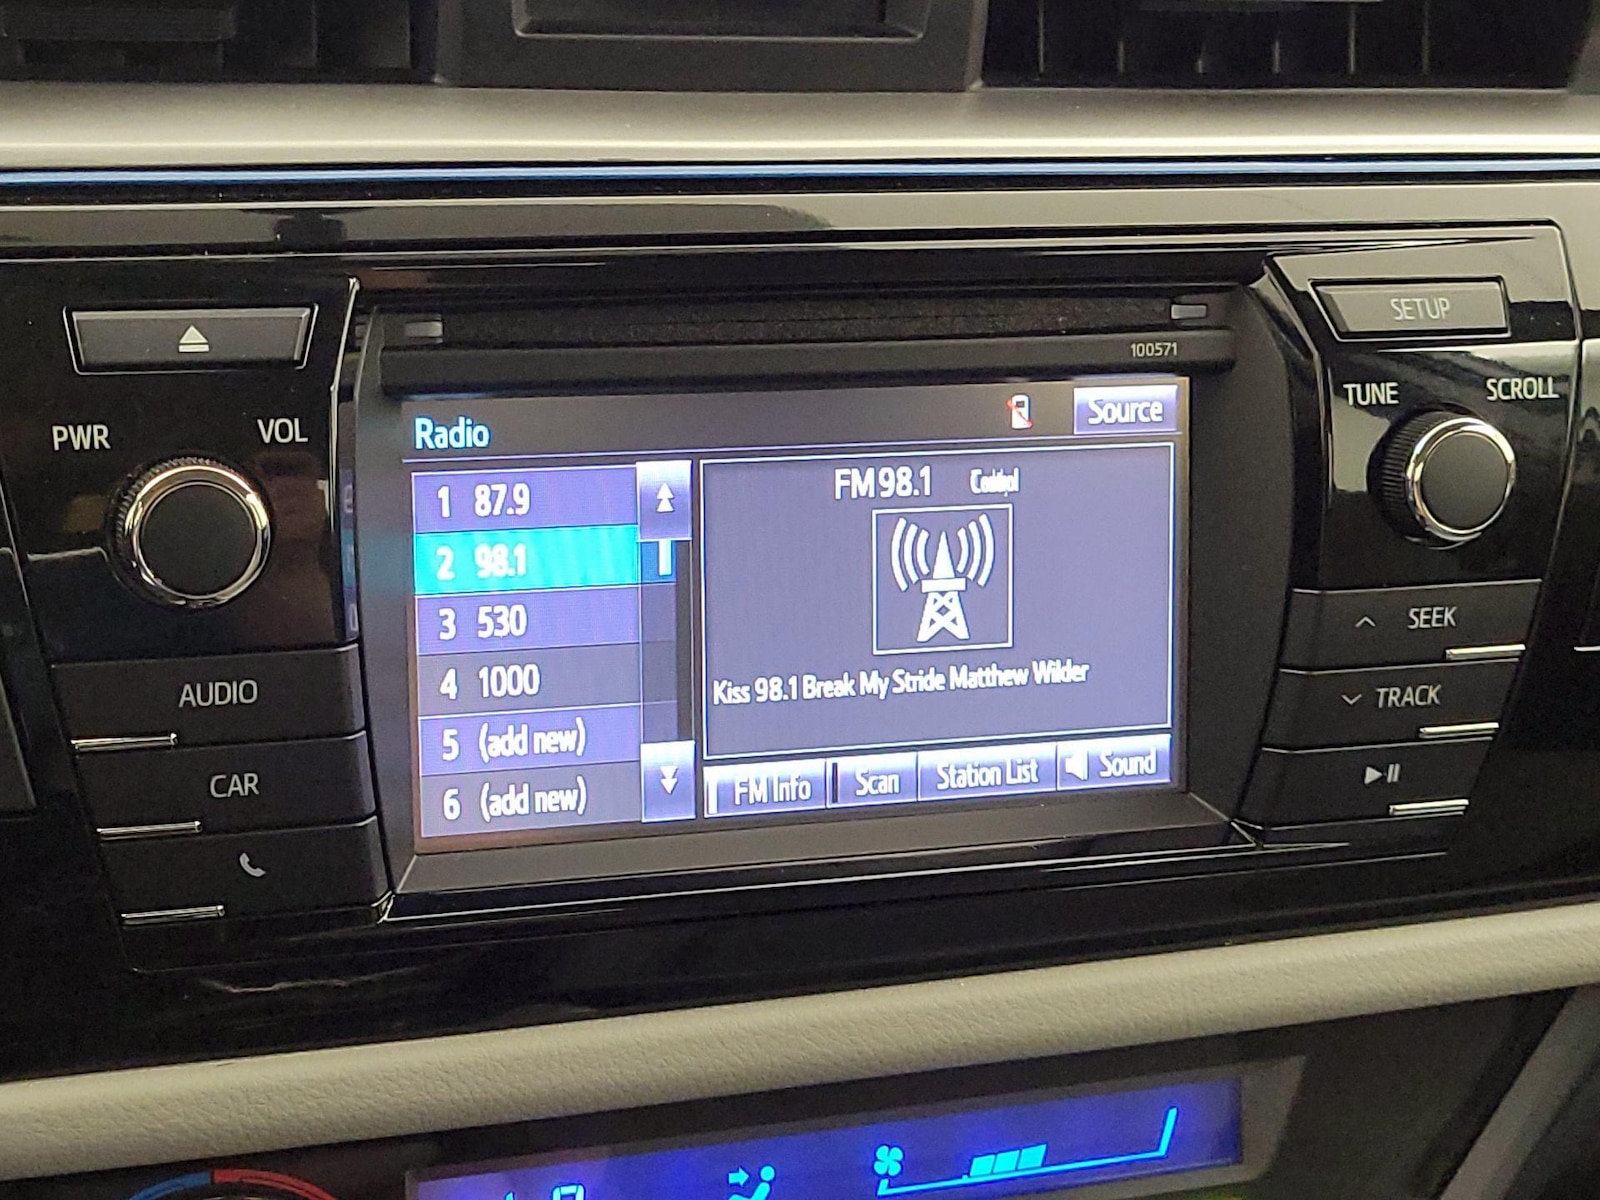 SETUP
100571
TUNE SCROLL
PWR VOL
Radio
Source
1 87.9
2 98.1
3 530
4 1000
5 (add new)
6 (add new)
FM 98.1
Kiss 98.1 Break My Stride Matthew Wilder
FM Info Scan Station List Sound
AUDIO
CAR
SEEK
TRACK